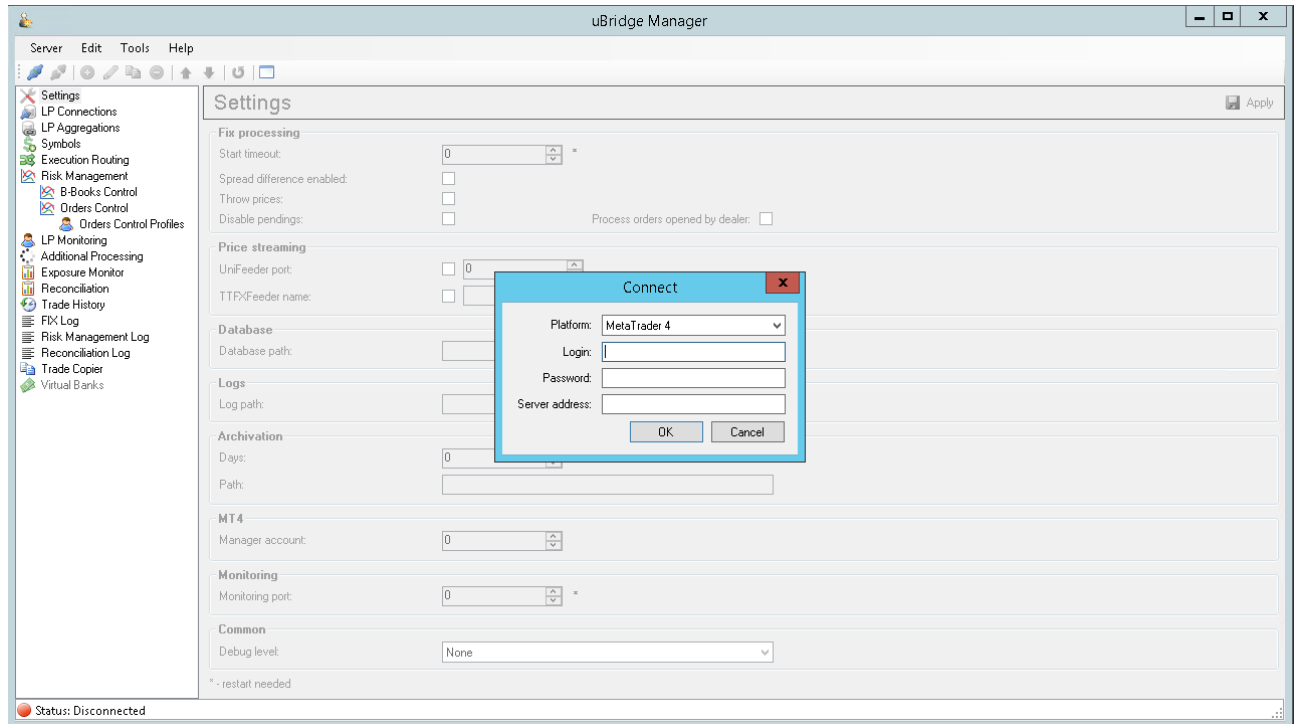 uBridge Manager
Server Edit Tools Help
Settings
LP Connections
LP Aggregations
Symbols
Execution Routing
Risk Management
B-Books Control
Orders Control
Orders Control Profiles
LP Monitoring
Additional Processing
Exposure Monitor
Reconciliation
Trade History
FIX Log
Risk Management Log
Reconciliation Log
Trade Copier
Virtual Banks
Settings Apply
Fix processing
Start timeout: 0 *
Spread difference enabled:
Throw prices:
Disable pendings: Process orders opened by dealer:
Price streaming
UniFeeder port: 0
TTFXFeeder name:
Database
Database path:
Logs
Log path:
Archivation
Days: 0
Path:
MT4
Manager account: 0
Monitoring
Monitoring port: 0 *
Common
Debug level: None
* - restart needed
Connect
Platform: MetaTrader 4
Login:
Password:
Server address:
OK Cancel
Status: Disconnected